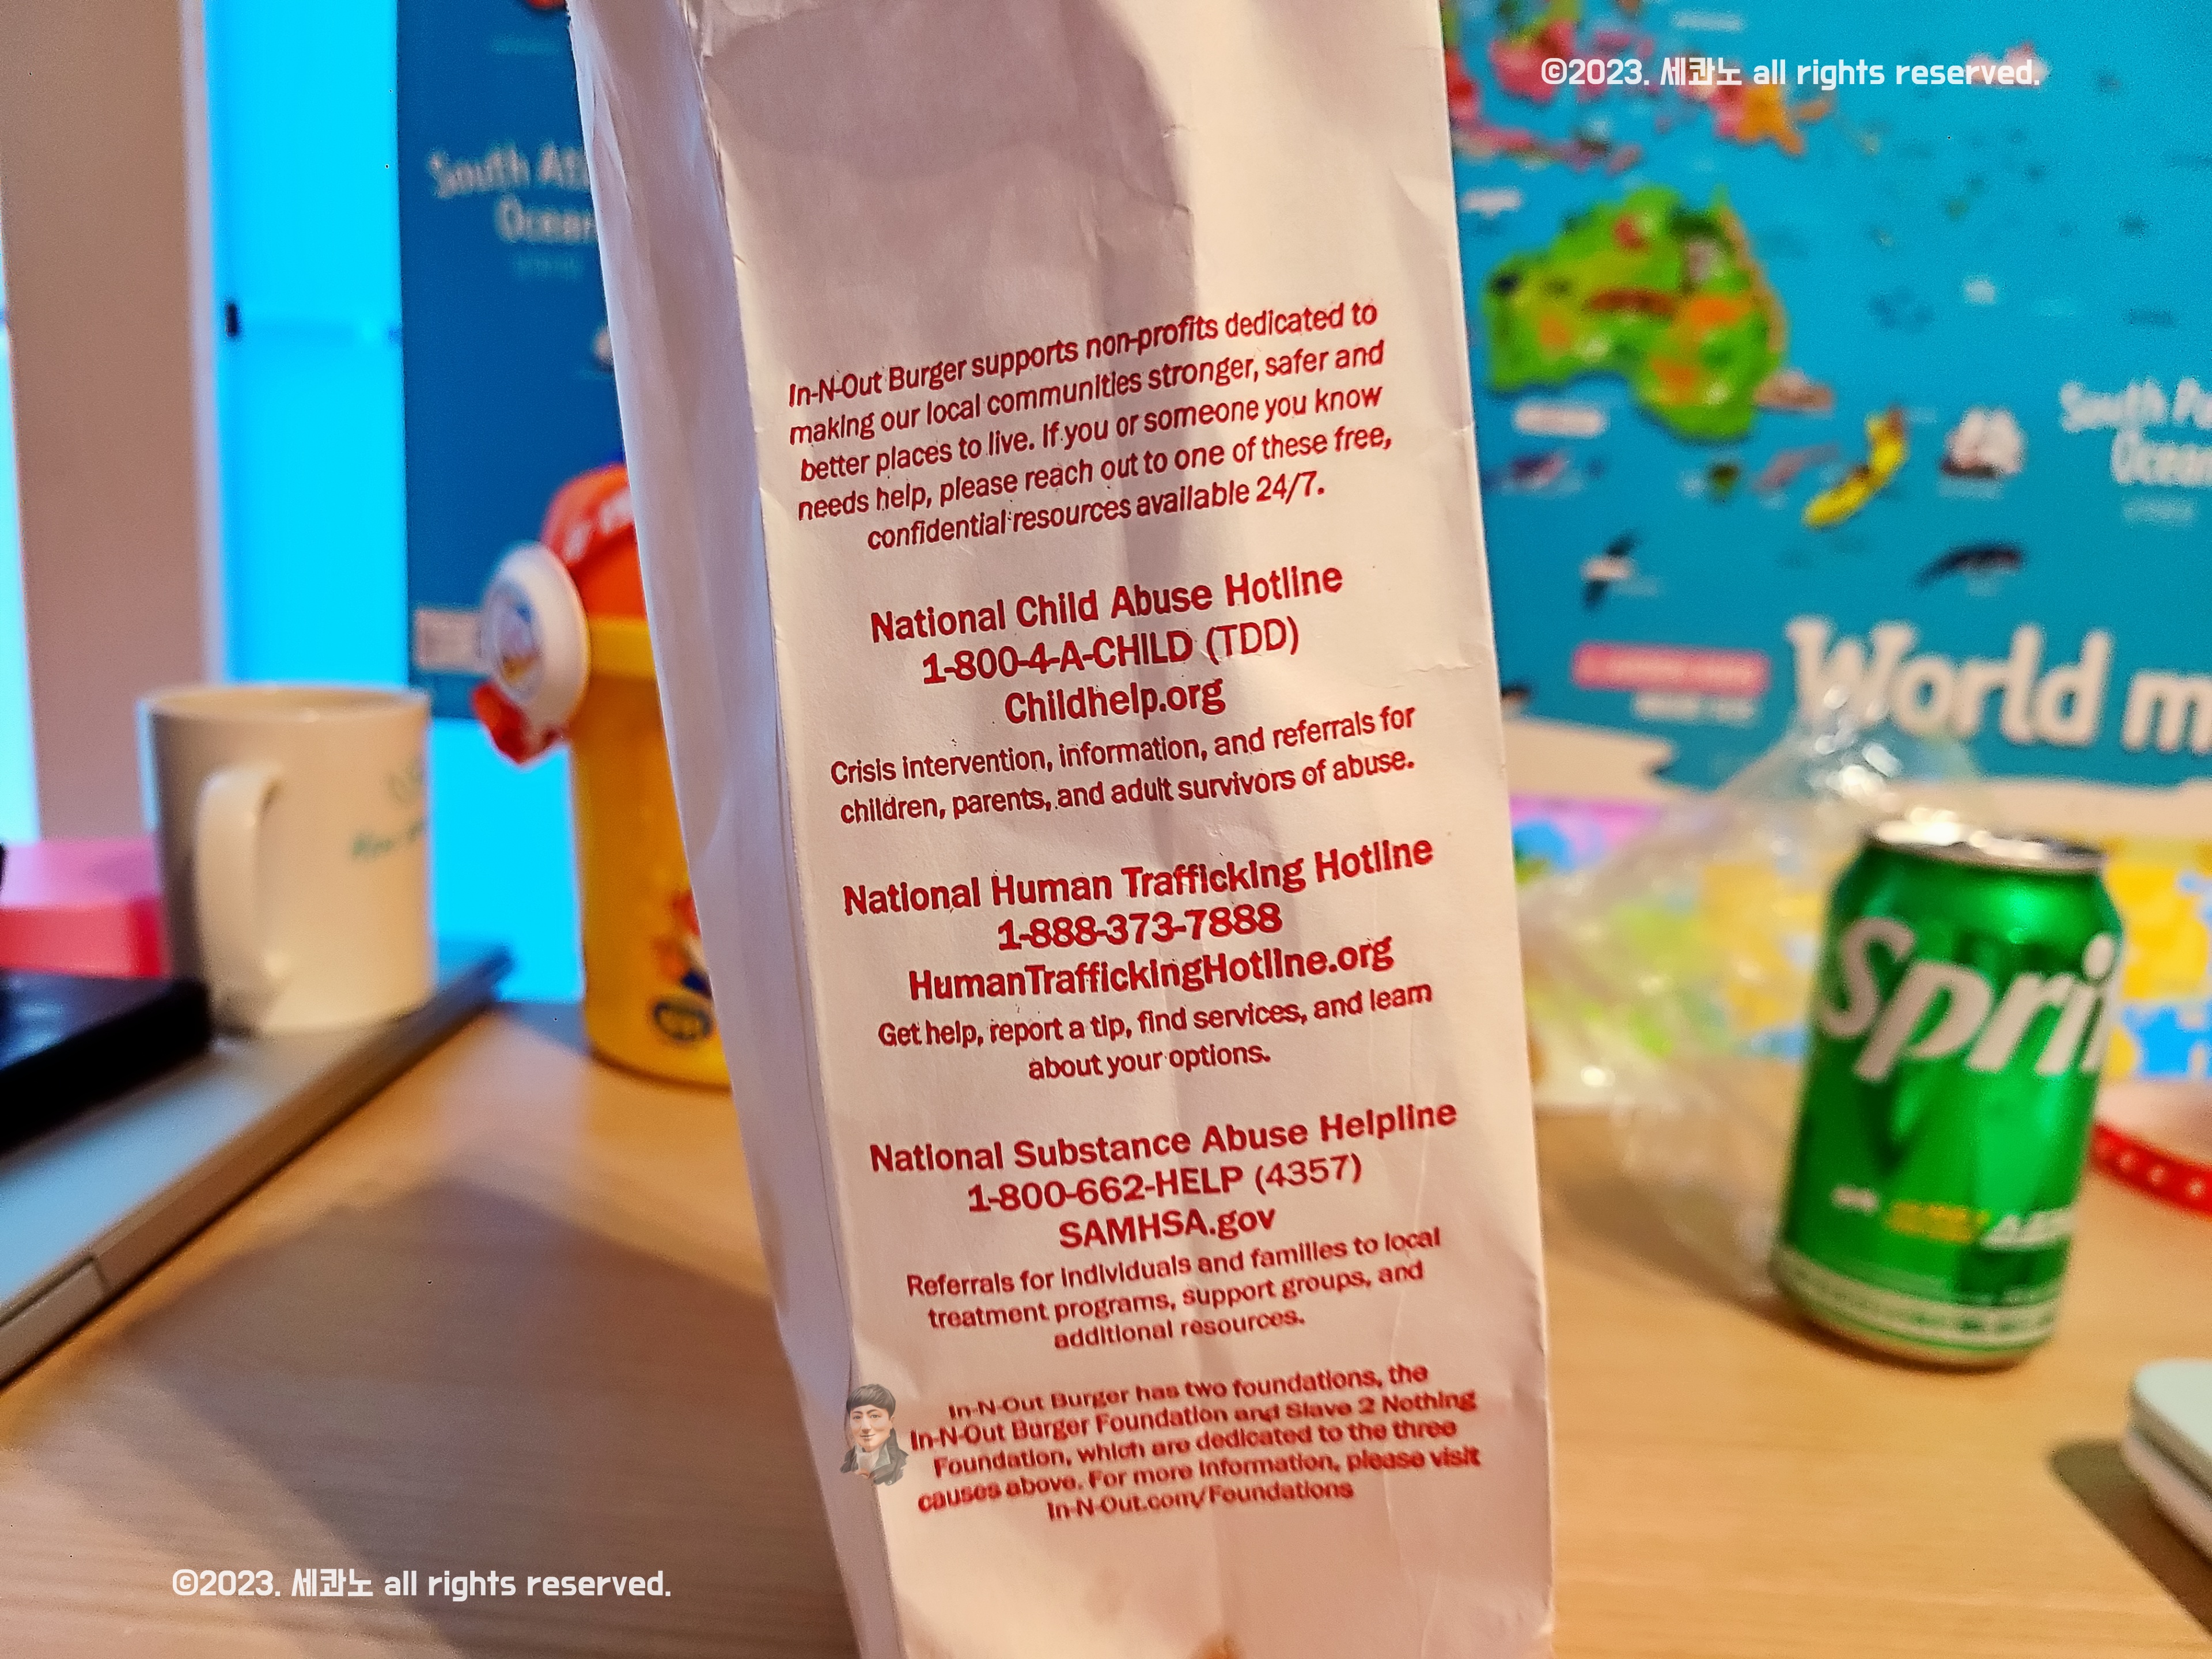 ©2023. 세콴노 all rights reserved.
South
Ocean
In-N-Out Burger supports non-profits dedicated to
making our local communities stronger, safer and
better places to live. If you or someone you know
needs help, please reach out to one of these free,
confidential resources available 24/7.
National Child Abuse Hotline
1-800-4-A-CHILD (TDD)
Childhelp.org
Crisis intervention, information, and referrals for
children, parents, and adult survivors of abuse.
National Human Trafficking Hotline
1-888-373-7888
HumanTraffickingHotline.org
Get help, report a tip, find services, and learn
about your options.
National Substance Abuse Helpline
1-800-662-HELP (4357)
SAMHSA.gov
Referrals for individuals and families to local
treatment programs, support groups, and
additional resources.
In-N-Out Burger has two foundations, the
In-N-Out Burger Foundation and Slave 2 Nothing
Foundation, which are dedicated to the three
causes above. For more information, please visit
In-N-Out.com/Foundations
South
Ocean
World m
Spri
©2023. 세콴노 all rights reserved.